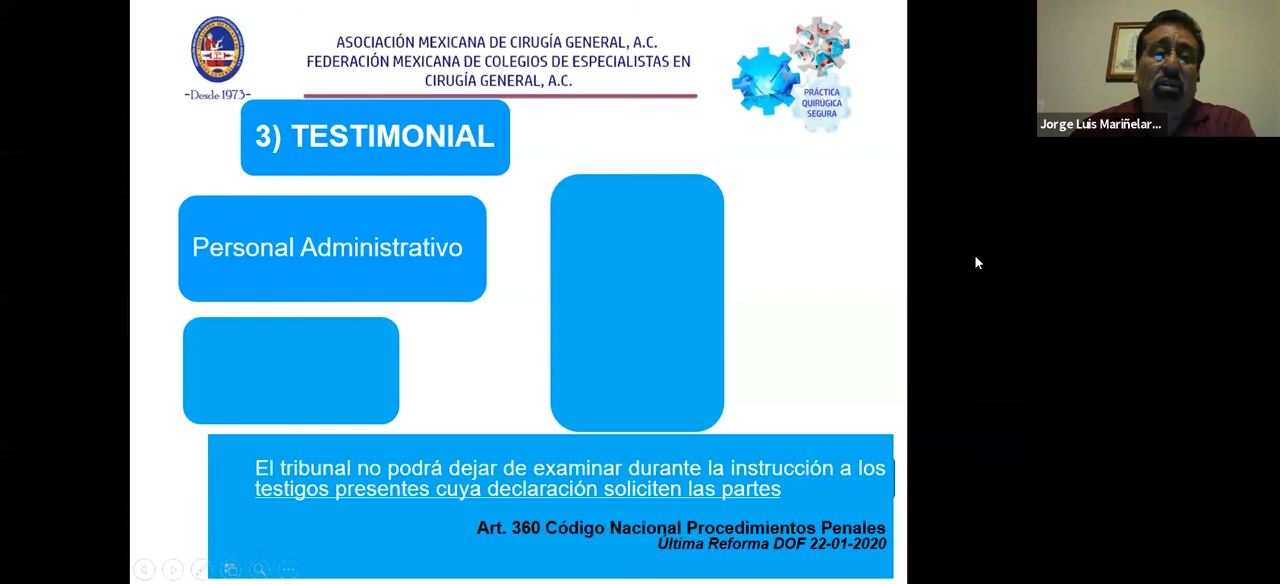 ASOCIACIÓN MEXICANA DE CIRUGÍA GENERAL, A.C.
FEDERACIÓN MEXICANA DE COLEGIOS DE ESPECIALISTAS EN
CIRUGÍA GENERAL, A.C.
~Desde 1973~
PRÁCTICA
QUIRÚGICA
SEGURA
Jorge Luis Mariñelar...
3) TESTIMONIAL
Personal Administrativo
El tribunal no podrá dejar de examinar durante la instrucción a los
testigos presentes cuya declaración soliciten las partes
Art. 360 Código Nacional Procedimientos Penales
Última Reforma DOF 22-01-2020